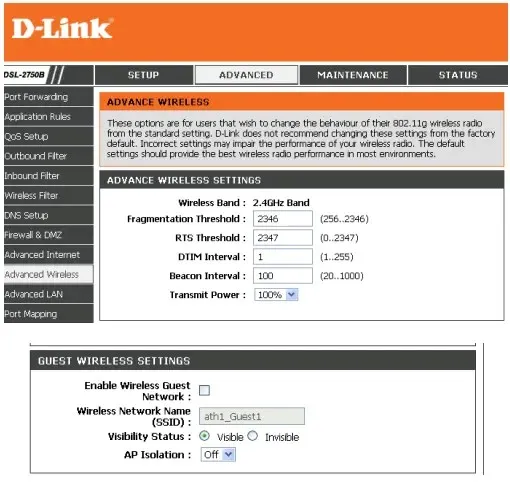 D-Link
DSL-2750B // SETUP ADVANCED MAINTENANCE STATUS
Port Forwarding
Application Rules
QoS Setup
Outbound Filter
Inbound Filter
Wireless Filter
DNS Setup
Firewall & DMZ
Advanced Internet
Advanced Wireless
Advanced LAN
Port Mapping
ADVANCE WIRELESS
These options are for users that wish to change the behaviour of their 802.11g wireless radio
from the standard setting. D-Link does not recommend changing these settings from the factory
default. Incorrect settings may impair the performance of your wireless radio. The default
settings should provide the best wireless radio performance in most environments.
ADVANCE WIRELESS SETTINGS
Wireless Band : 2.4GHz Band
Fragmentation Threshold : 2346 (256..2346)
RTS Threshold : 2347 (0..2347)
DTIM Interval : 1 (1..255)
Beacon Interval : 100 (20..1000)
Transmit Power : 100%
GUEST WIRELESS SETTINGS
Enable Wireless Guest
Network :
Wireless Network Name
(SSID) : ath1_Guest1
Visibility Status : Visible Invisible
AP Isolation : Off